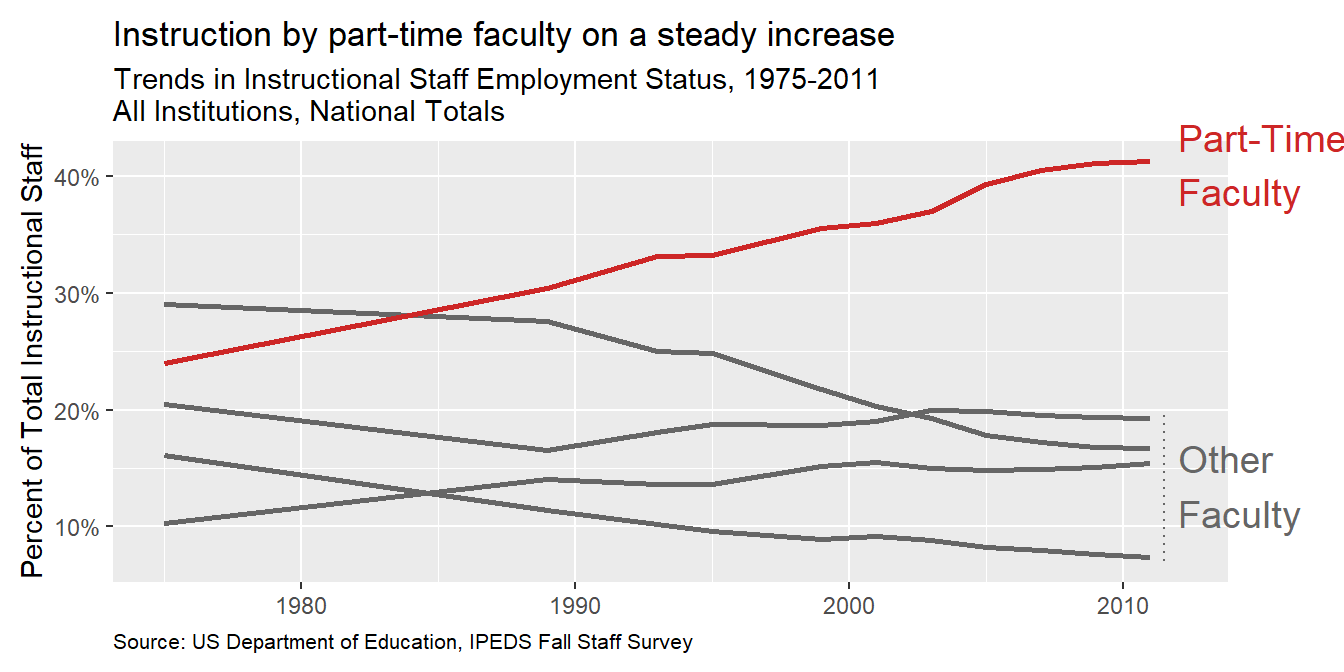 Instruction by part-time faculty on a steady increase
Trends in Instructional Staff Employment Status, 1975-2011
All Institutions, National Totals
Percent of Total Instructional Staff
40%
30%
20%
10%
Part-Time
Faculty
Other
Faculty
1980
1990
2000
2010
Source: US Department of Education, IPEDS Fall Staff Survey